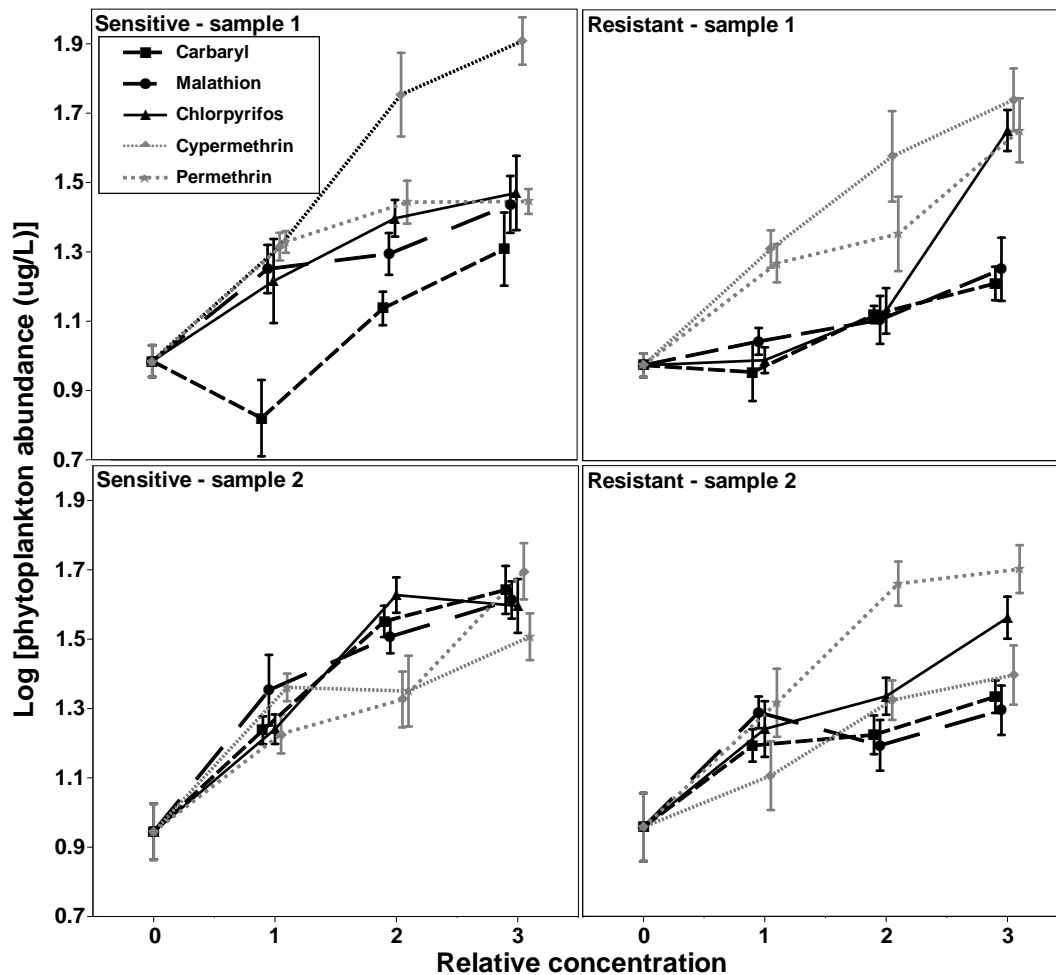 Sensitive - sample 1
Resistant - sample 1
Carbaryl
Malathion
Chlorpyrifos
Cypermethrin
Permethrin
1.9
1.7
1.5
1.3
1.1
0.9
0.7
Sensitive - sample 2
Resistant - sample 2
1.9
1.7
1.5
1.3
1.1
0.9
0.7
Log [phytoplankton abundance (ug/L)]
0 1 2 3
0 1 2 3
Relative concentration